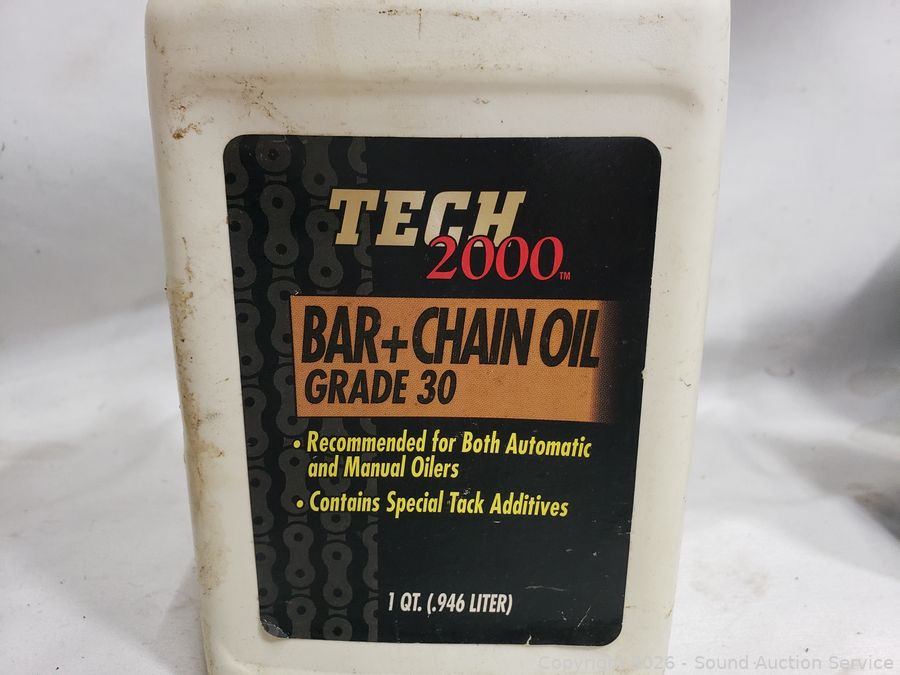 TECH
2000™
BAR+CHAIN OIL
GRADE 30
• Recommended for Both Automatic
and Manual Oilers
• Contains Special Tack Additives
1 QT. (.946 LITER)
Copyright 2026 - Sound Auction Service